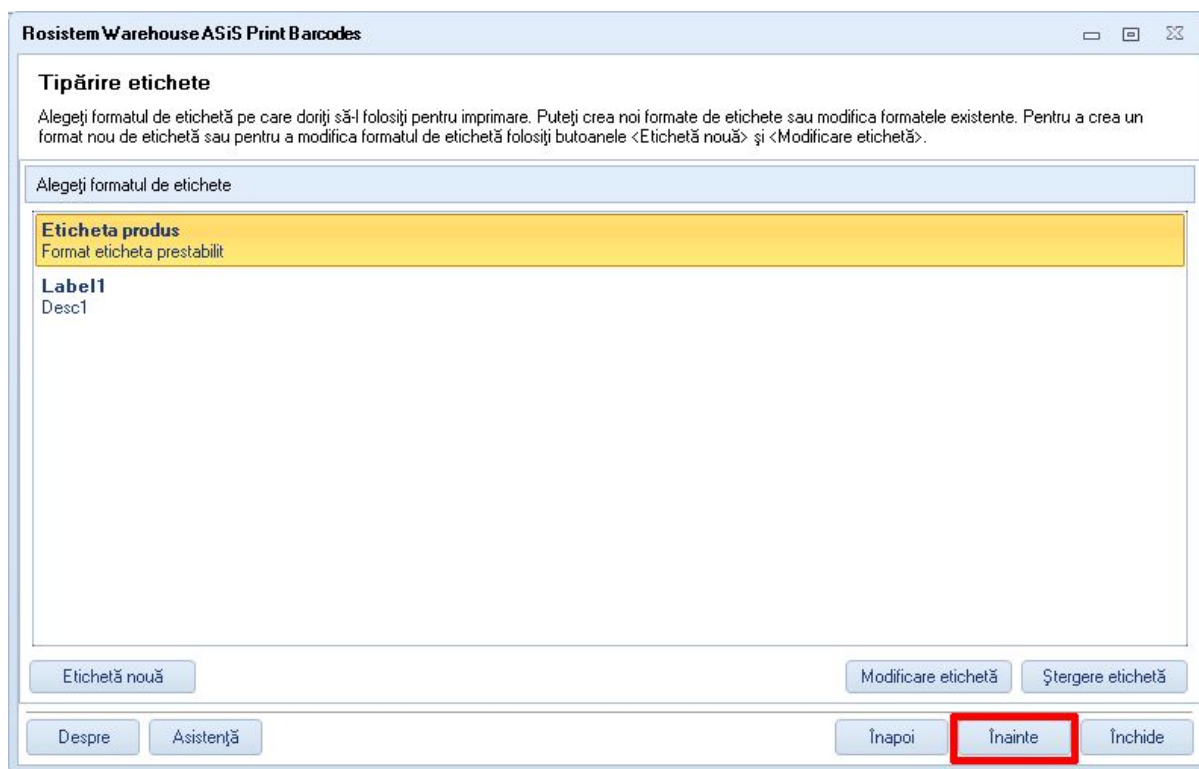 Rosistem Warehouse ASiS Print Barcodes
Tipărire etichete
Alegeţi formatul de etichetă pe care doriţi să-l folosiţi pentru imprimare. Puteţi crea noi formate de etichete sau modifica formatele existente. Pentru a crea un
format nou de etichetă sau pentru a modifica formatul de etichetă folosiţi butoanele <Etichetă nouă> şi <Modificare etichetă>.
Alegeţi formatul de etichete
Eticheta produs
Format eticheta prestabilit
Label1
Desc1
Etichetă nouă Modificare etichetă Ştergere etichetă
Despre Asistenţă Înapoi Înainte Închide